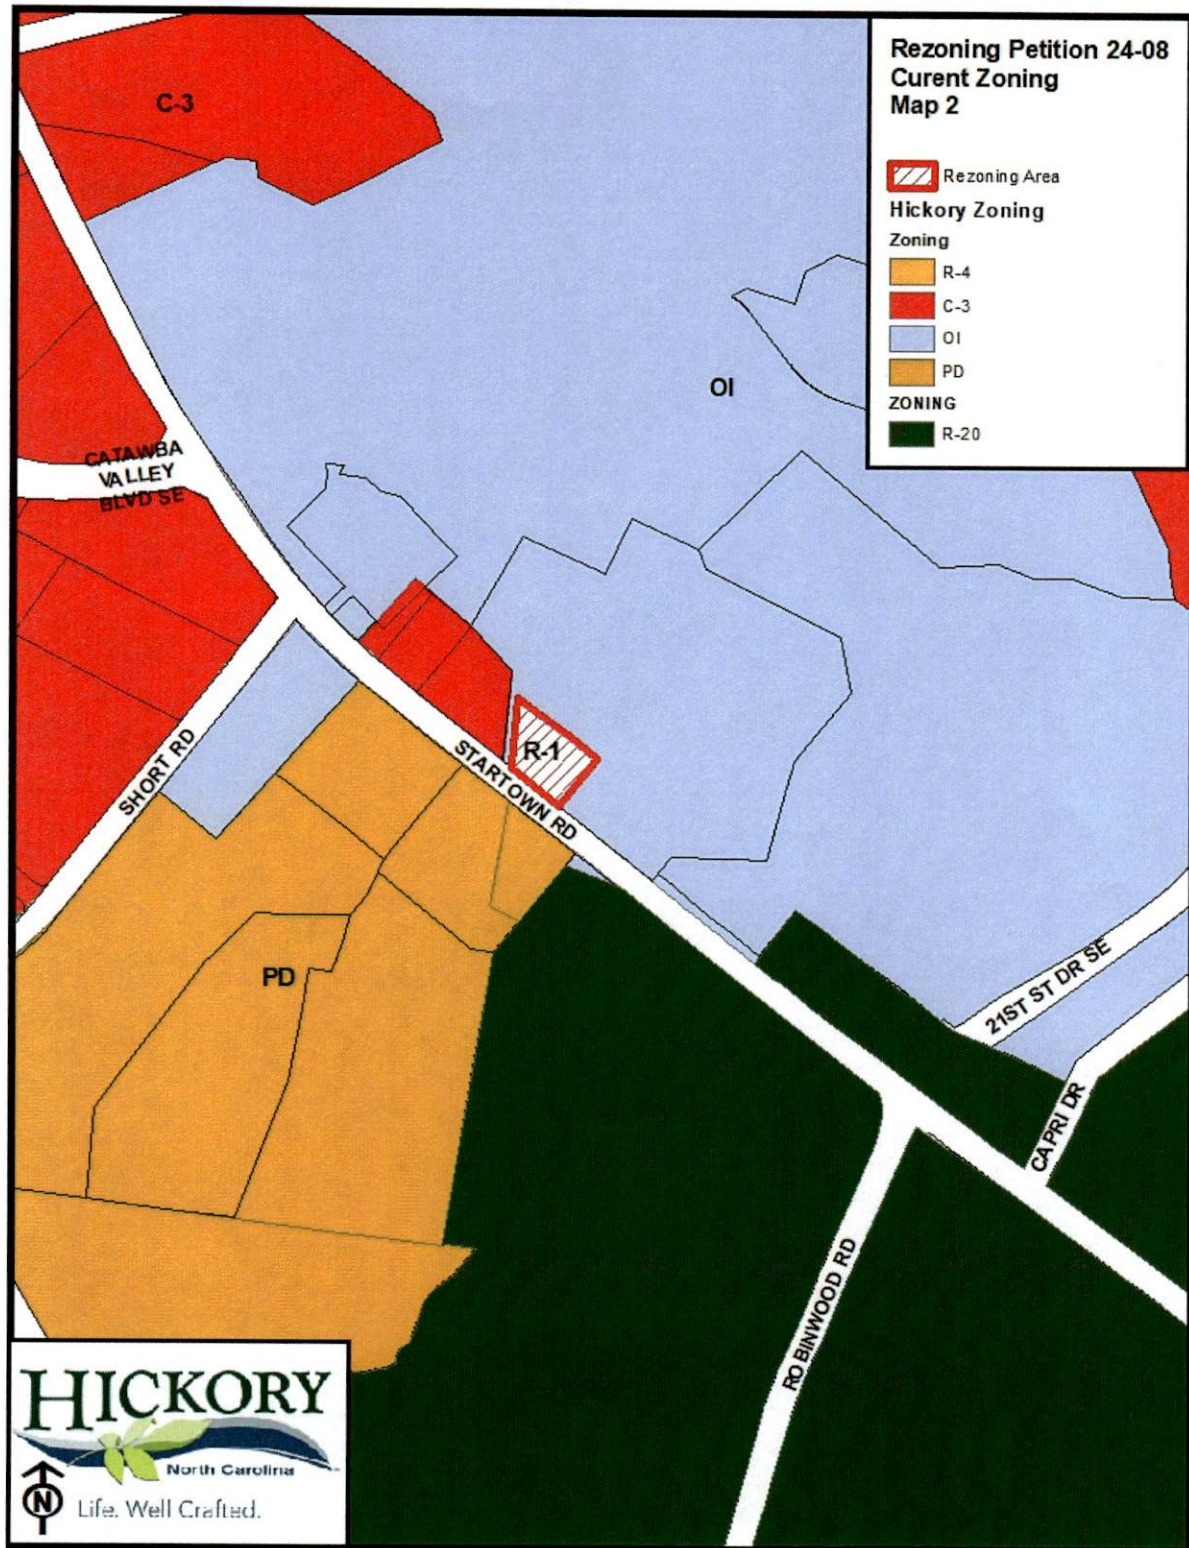 Rezoning Petition 24-08
Curent Zoning
Map 2
Rezoning Area
Hickory Zoning
Zoning
R-4
C-3
OI
PD
ZONING
R-20
C-3
OI
CATAWBA
VALLEY
BLVD SE
SHORT RD
STARTOWN RD
R-1
PD
21ST ST DR SE
CAPRI DR
ROBINWOOD RD
HICKORY
North Carolina
N
Life. Well Crafted.